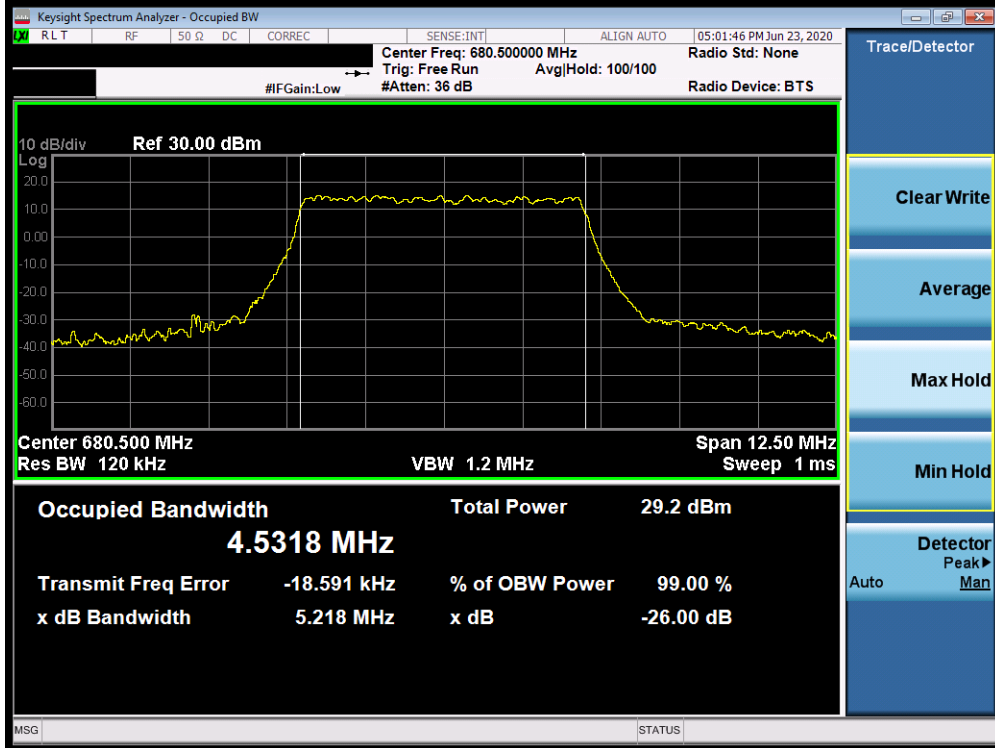 Keysight Spectrum Analyzer - Occupied BW
LXI RLT RF 50 Ω DC CORREC SENSE:INT ALIGN AUTO 05:01:46 PM Jun 23, 2020
Center Freq: 680.500000 MHz Radio Std: None
Trig: Free Run Avg|Hold: 100/100
#IFGain:Low #Atten: 36 dB Radio Device: BTS
Trace/Detector
10 dB/div Ref 30.00 dBm
Log
20.0
10.0
0.00
-10.0
-20.0
-30.0
-40.0
-50.0
-60.0
Center 680.500 MHz Span 12.50 MHz
Res BW 120 kHz VBW 1.2 MHz Sweep 1 ms
Occupied Bandwidth Total Power 29.2 dBm
4.5318 MHz
Transmit Freq Error -18.591 kHz % of OBW Power 99.00 %
x dB Bandwidth 5.218 MHz x dB -26.00 dB
Clear Write
Average
Max Hold
Min Hold
Detector
Peak▶
Auto Man
MSG STATUS